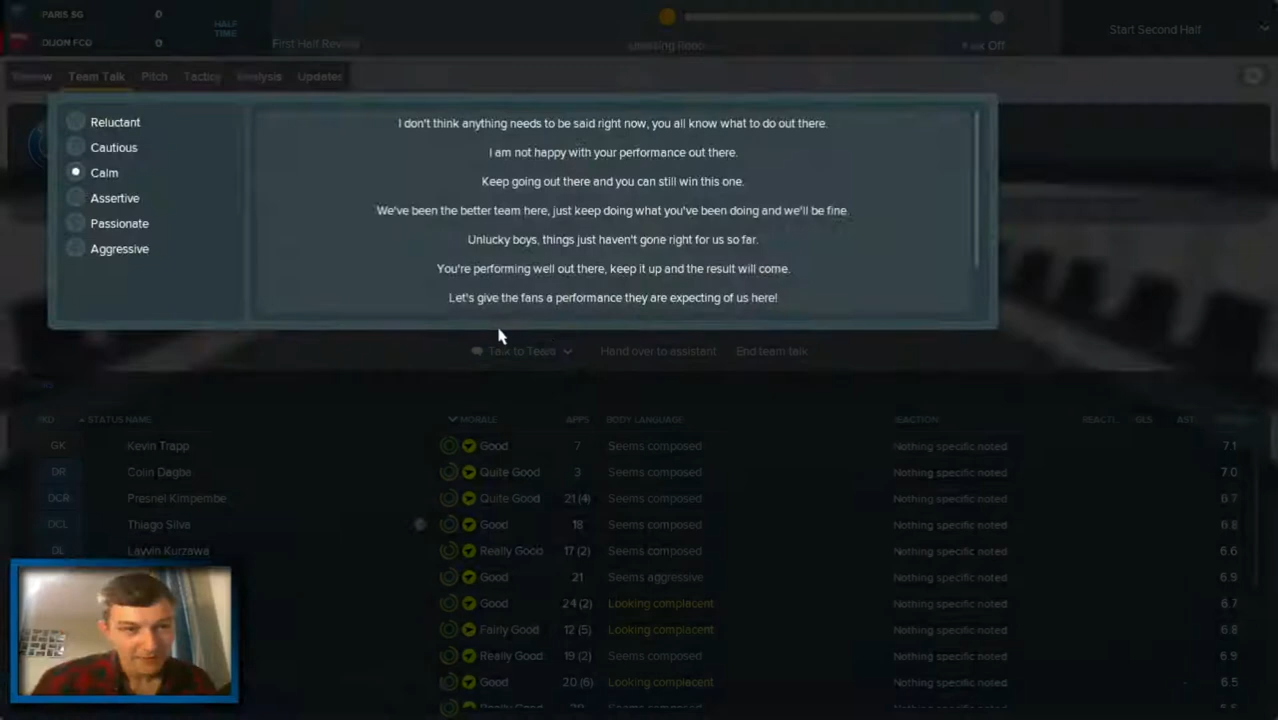 PARIS SG 0
DIJON FCO 0
HALF TIME
First Half Review
Dressing Room
Kick Off
Start Second Half
Review Team Talk Pitch Tactics Analysis Updates
Reluctant
Cautious
Calm
Assertive
Passionate
Aggressive
I don't think anything needs to be said right now, you all know what to do out there.
I am not happy with your performance out there.
Keep going out there and you can still win this one.
We've been the better team here, just keep doing what you've been doing and we'll be fine.
Unlucky boys, things just haven't gone right for us so far.
You're performing well out there, keep it up and the result will come.
Let's give the fans a performance they are expecting of us here!
Talk to Team Hand over to assistant End team talk
PKD STATUS NAME MORALE APPS BODY LANGUAGE REACTION REACTI... GLS AST
GK Kevin Trapp Good 7 Seems composed Nothing specific noted 7.1
DR Colin Dagba Quite Good 3 Seems composed Nothing specific noted 7.0
DCR Presnel Kimpembe Quite Good 21 (4) Seems composed Nothing specific noted 6.7
DCL Thiago Silva Good 18 Seems composed Nothing specific noted 6.8
DL Layvin Kurzawa Really Good 17 (2) Seems composed Nothing specific noted 6.6
Good 21 Seems aggressive Nothing specific noted 6.9
Good 24 (2) Looking complacent Nothing specific noted 6.7
Fairly Good 12 (5) Looking complacent Nothing specific noted 6.8
Really Good 19 (2) Seems composed Nothing specific noted 6.9
Good 20 (6) Looking complacent Nothing specific noted 6.5